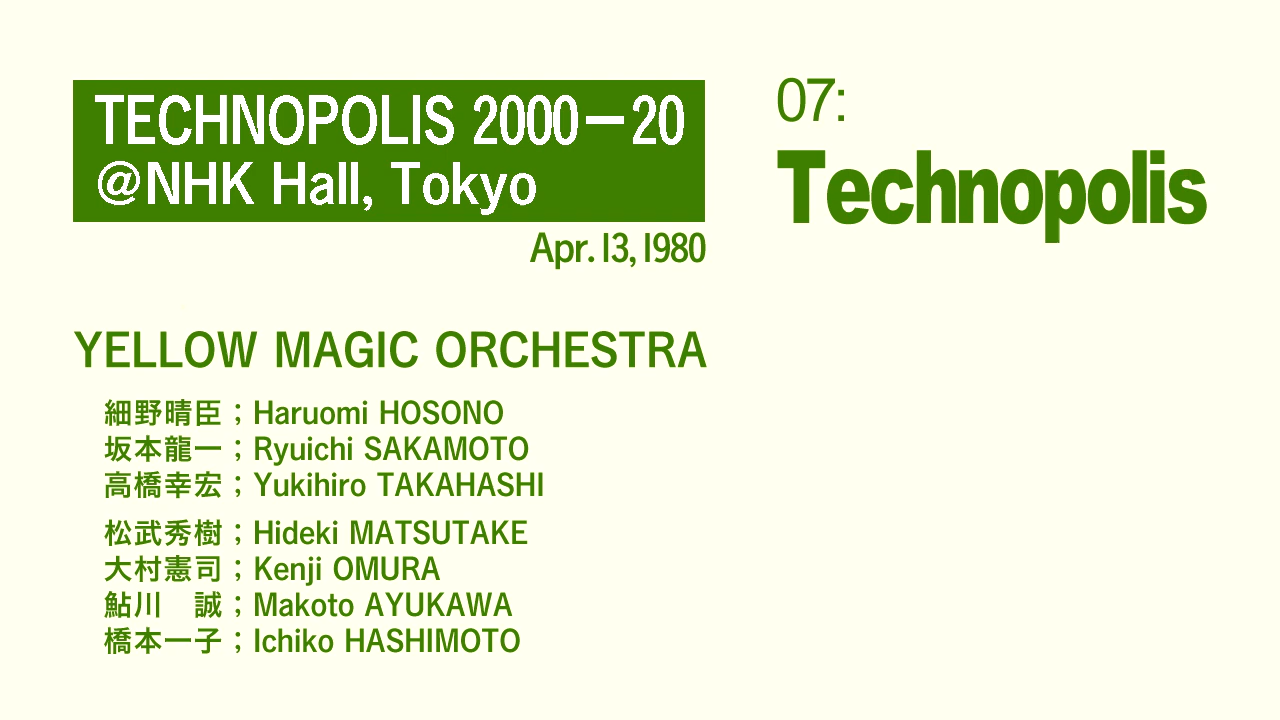 TECHNOPOLIS 2000－20
@NHK Hall, Tokyo
Apr. 13, 1980
YELLOW MAGIC ORCHESTRA
細野晴臣；Haruomi HOSONO
坂本龍一；Ryuichi SAKAMOTO
高橋幸宏；Yukihiro TAKAHASHI
松武秀樹；Hideki MATSUTAKE
大村憲司；Kenji OMURA
鮎川　誠；Makoto AYUKAWA
橋本一子；Ichiko HASHIMOTO
07:
Technopolis